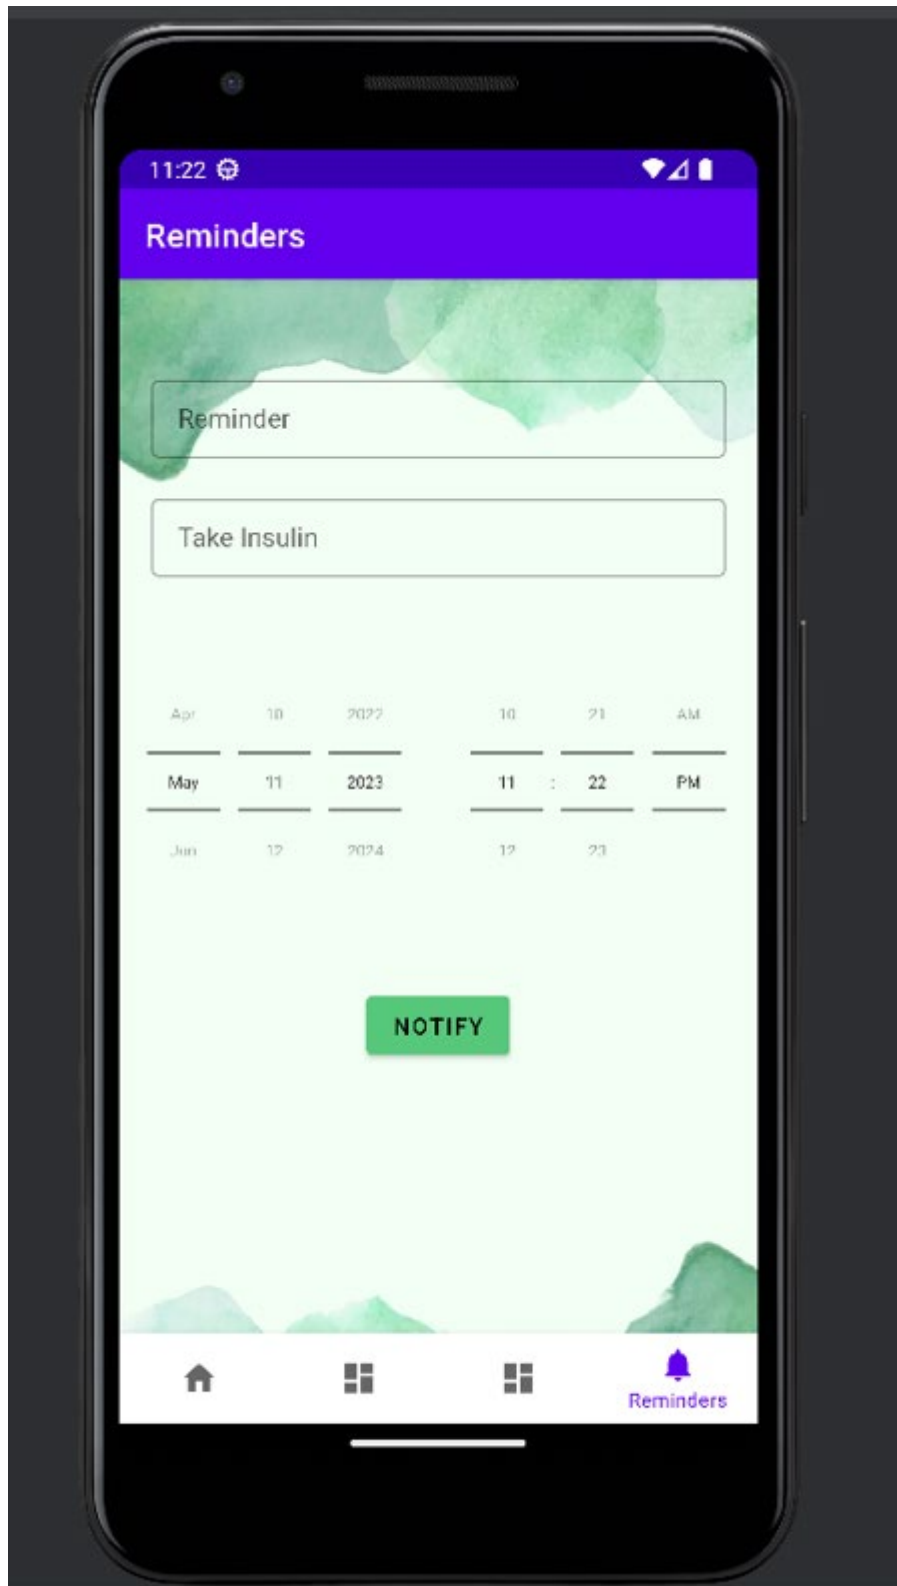 11:22
Reminders
Reminder
Take Insulin
Apr 10 2022 10 21 AM
May 11 2023 11 : 22 PM
Jun 12 2024 12 23
NOTIFY
Reminders